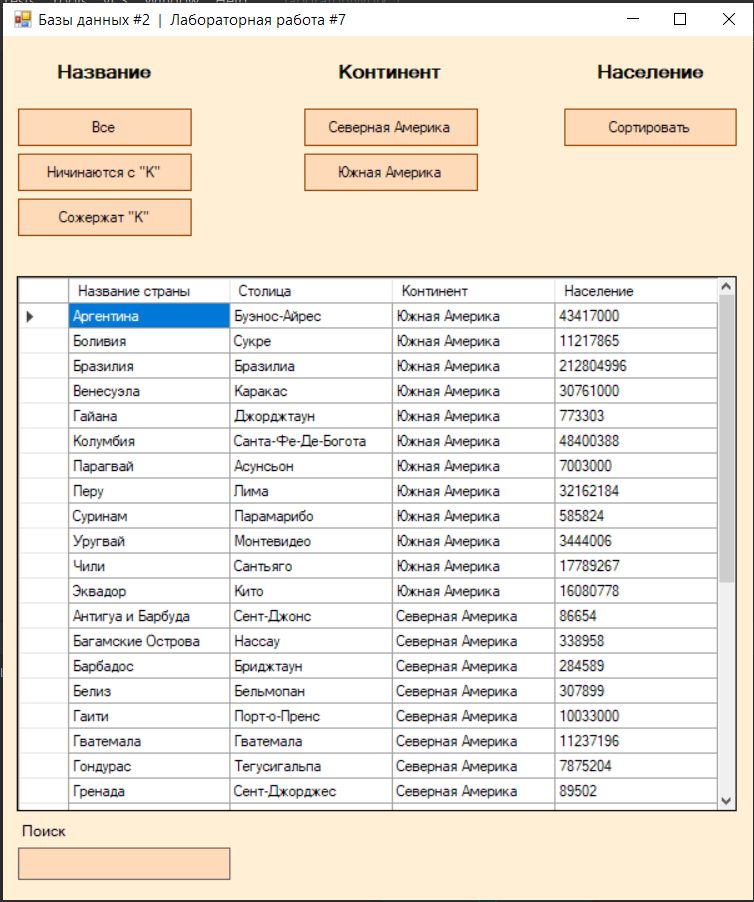 Базы данных #2 | Лабораторная работа #7
Название Континент Население
Все Северная Америка Сортировать
Ничинаются с "К" Южная Америка
Сожержат "К"
Название страны Столица Континент Население
Аргентина Буэнос-Айрес Южная Америка 43417000
Боливия Сукре Южная Америка 11217865
Бразилия Бразилиа Южная Америка 212804996
Венесуэла Каракас Южная Америка 30761000
Гайана Джорджтаун Южная Америка 773303
Колумбия Санта-Фе-Де-Богота Южная Америка 48400388
Парагвай Асунсьон Южная Америка 7003000
Перу Лима Южная Америка 32162184
Суринам Парамарибо Южная Америка 585824
Уругвай Монтевидео Южная Америка 3444006
Чили Сантьяго Южная Америка 17789267
Эквадор Кито Южная Америка 16080778
Антигуа и Барбуда Сент-Джонс Северная Америка 86654
Багамские Острова Нассау Северная Америка 338958
Барбадос Бриджтаун Северная Америка 284589
Белиз Бельмопан Северная Америка 307899
Гаити Порт-о-Пренс Северная Америка 10033000
Гватемала Гватемала Северная Америка 11237196
Гондурас Тегусигальпа Северная Америка 7875204
Гренада Сент-Джорджес Северная Америка 89502
Поиск